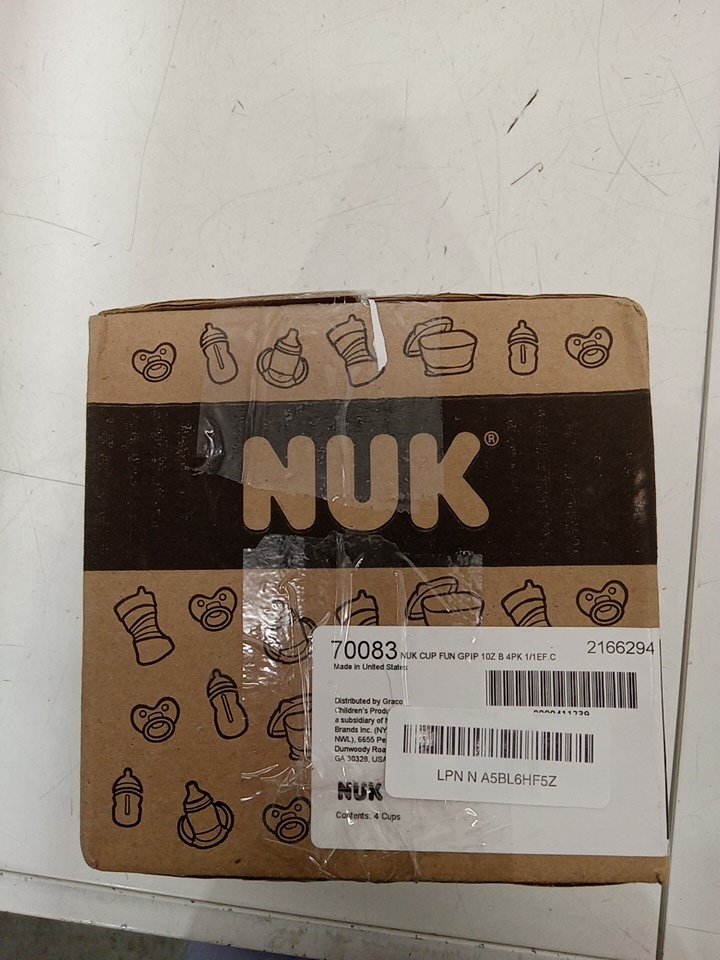 NUK®
70083 NUK CUP FUN GRIP 10Z B 4PK 1/1EF.C 2166294
Made in United States
Distributed by Graco
Children's Produ
a subsidiary of
Brands Inc. (NY
NWL), 6655 Pe
Dunwoody Roa
GA 30328, USA
LPN N A5BL6HF5Z
NUK
Contents: 4 Cups